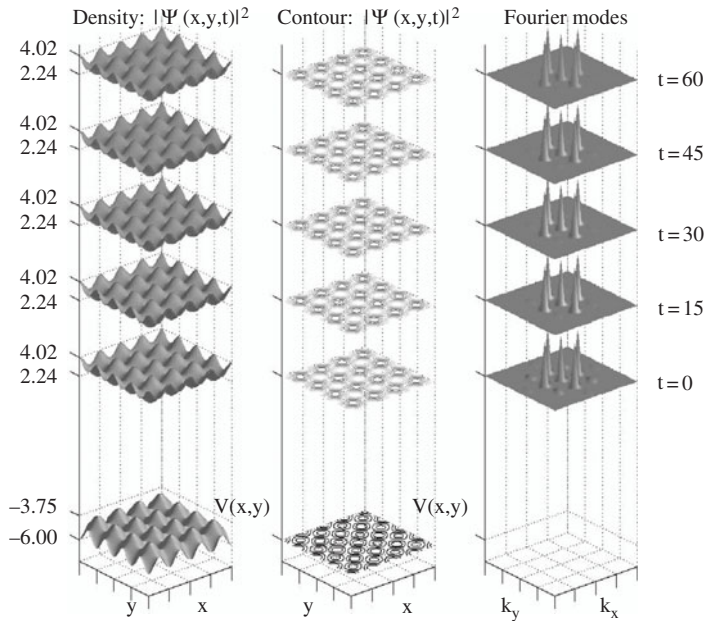 Density: |Ψ (x,y,t)|²
Contour: |Ψ (x,y,t)|²
Fourier modes
4.02
2.24
t=60
4.02
2.24
t=45
4.02
2.24
t=30
4.02
2.24
t=15
4.02
2.24
t=0
−3.75
V(x,y)
V(x,y)
−6.00
y
x
y
x
k_y
k_x